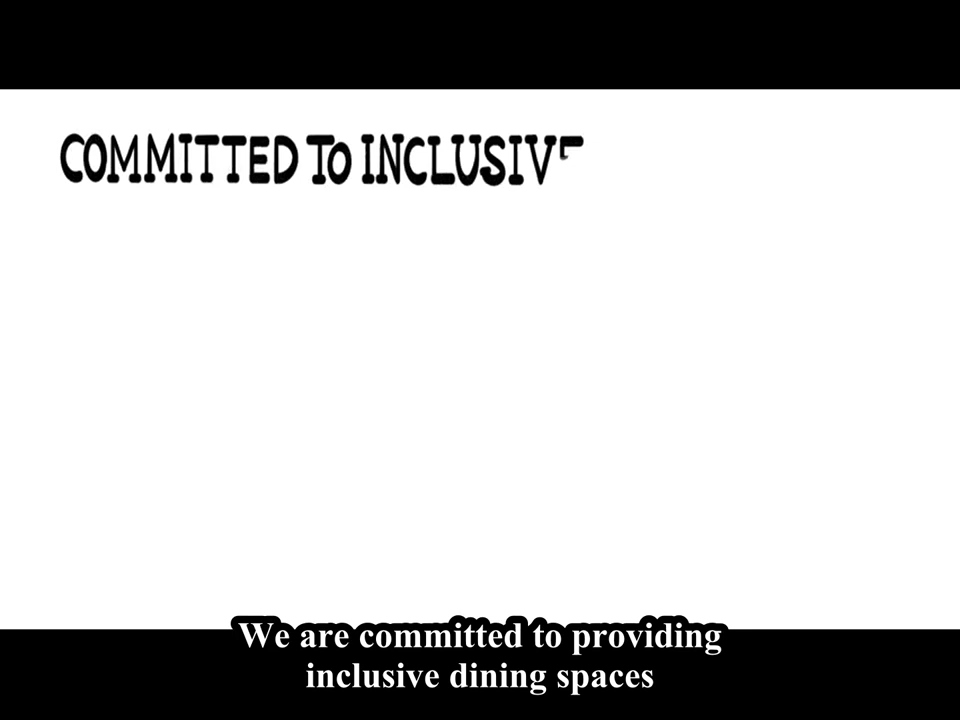 COMMITTED TO INCLUSIV
We are committed to providing
inclusive dining spaces